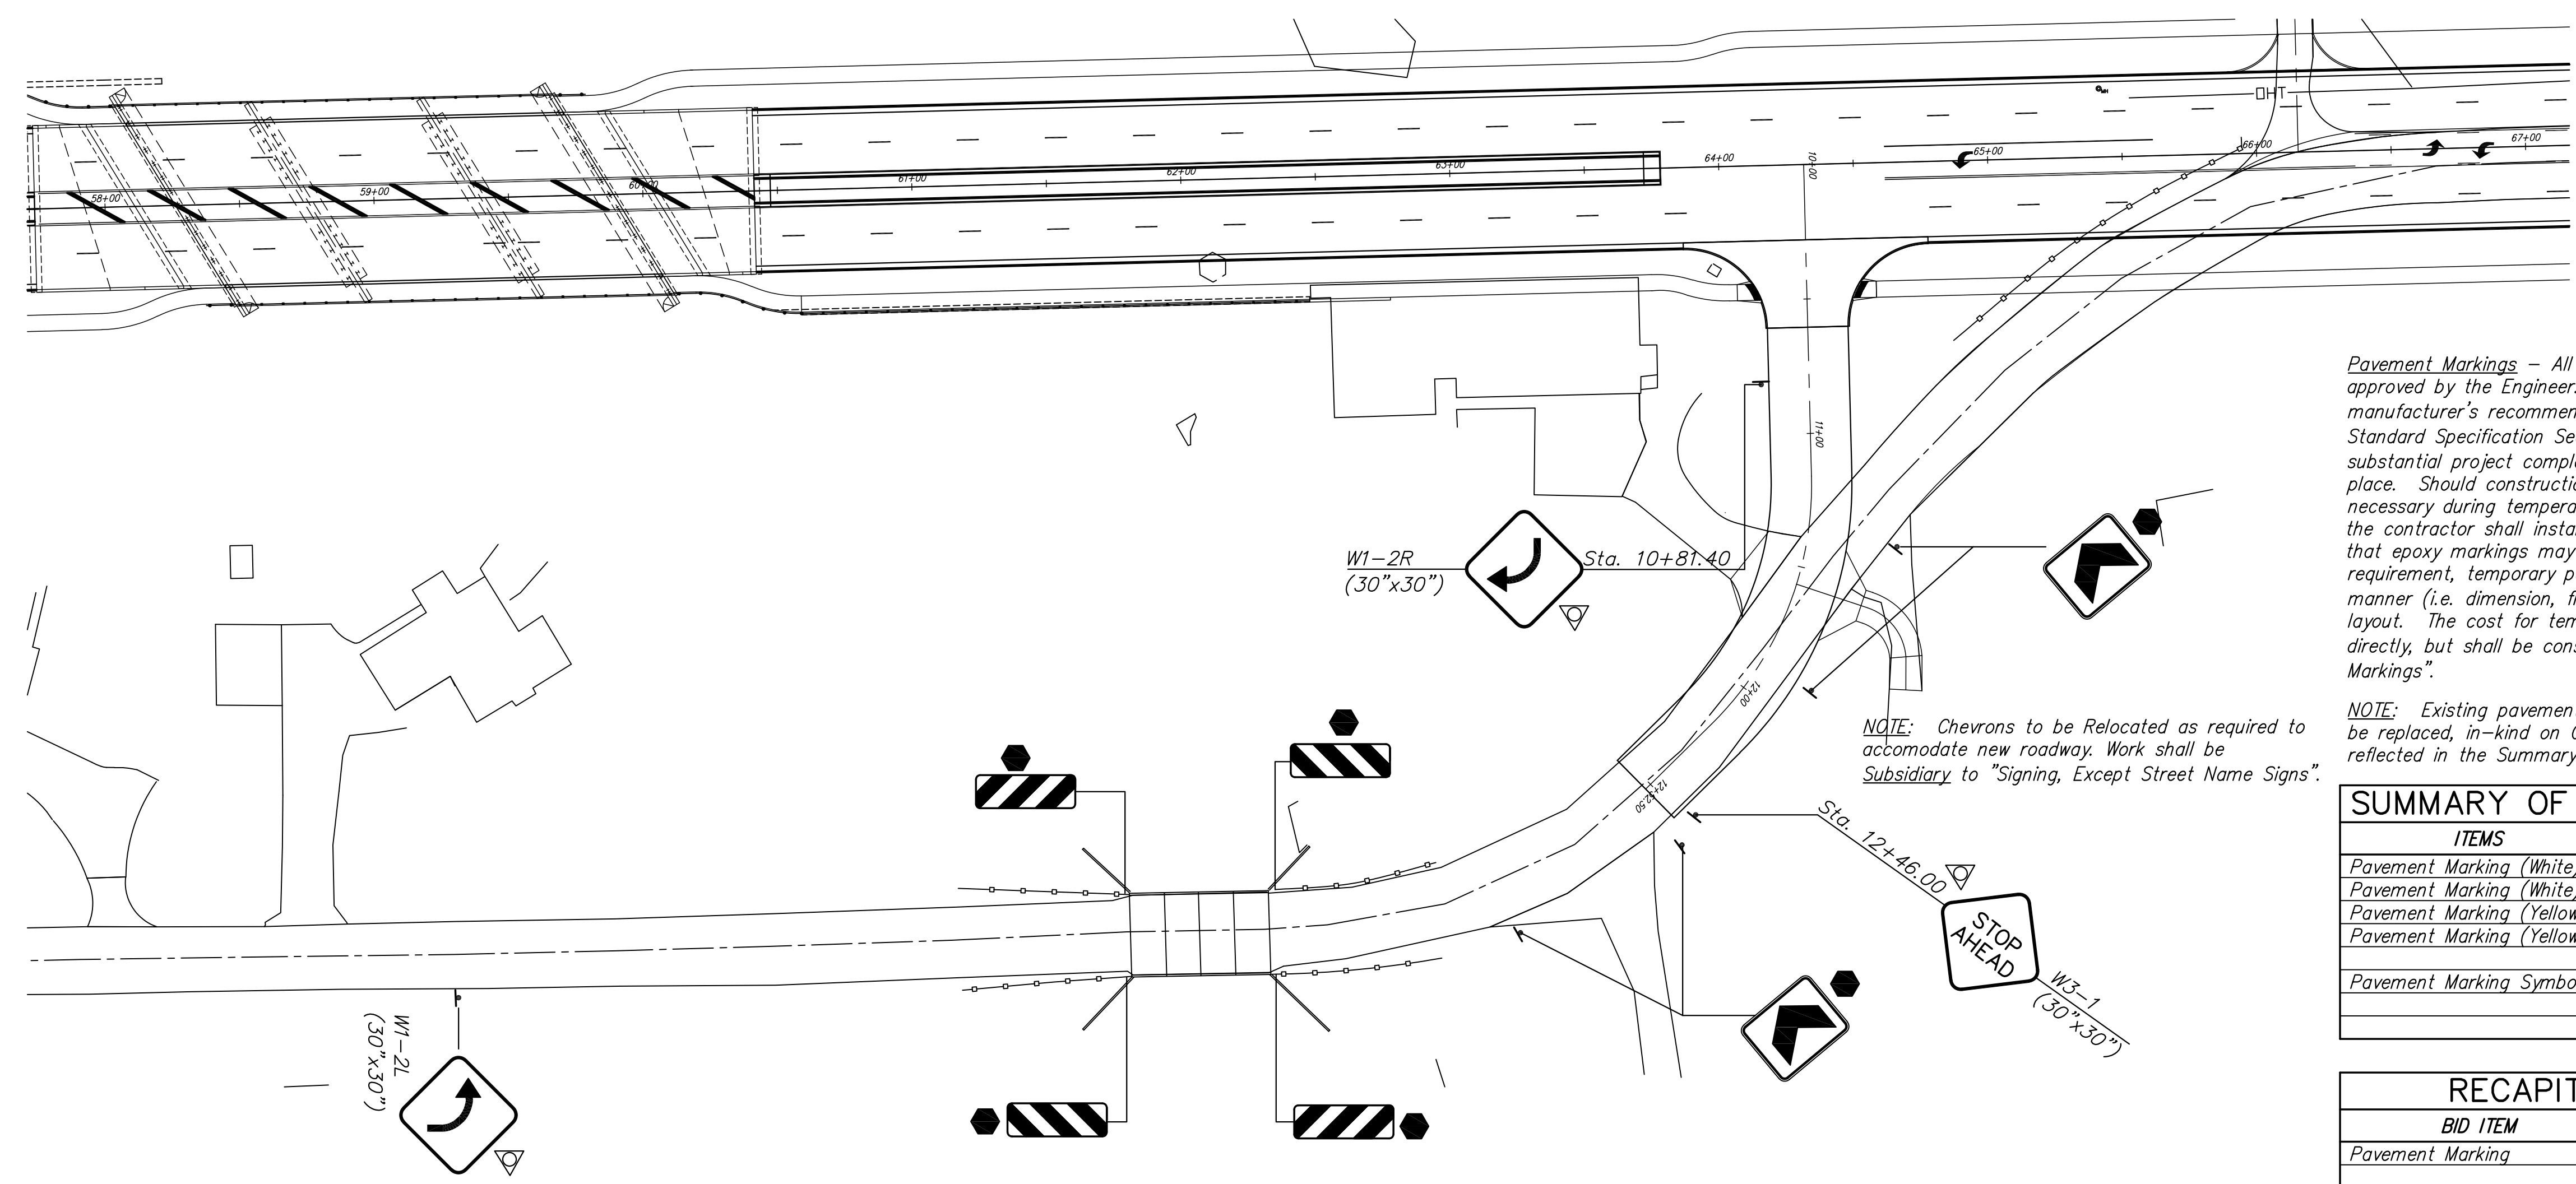 OHT
58+00
59+00
61+00
62+00
63+00
64+00
65+00
66+00
67+00
10+00
11+00
12+00
12+52.50
W1-2R
(30"x30")
Sta. 10+81.40
NOTE: Chevrons to be Relocated as required to
accomodate new roadway. Work shall be
Subsidiary to "Signing, Except Street Name Signs".
Sta. 12+46.00
STOP
AHEAD
W3-1
(30"x30")
W1-2L
(30"x30")
Pavement Markings - All
approved by the Engineer.
manufacturer's recommen
Standard Specification Se
substantial project compl
place. Should constructio
necessary during tempera
the contractor shall insta
that epoxy markings may
requirement, temporary p
manner (i.e. dimension, fi
layout. The cost for tem
directly, but shall be cons
Markings".
NOTE: Existing pavemen
be replaced, in-kind on
reflected in the Summary
SUMMARY OF
ITEMS
Pavement Marking (White
Pavement Marking (White
Pavement Marking (Yellow
Pavement Marking (Yellow
Pavement Marking Symbo
RECAPIT
BID ITEM
Pavement Marking